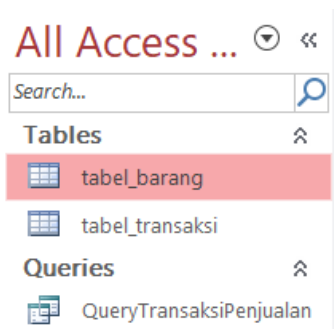 All Access ...
Search...
Tables
tabel_barang
tabel_transaksi
Queries
QueryTransaksiPenjualan